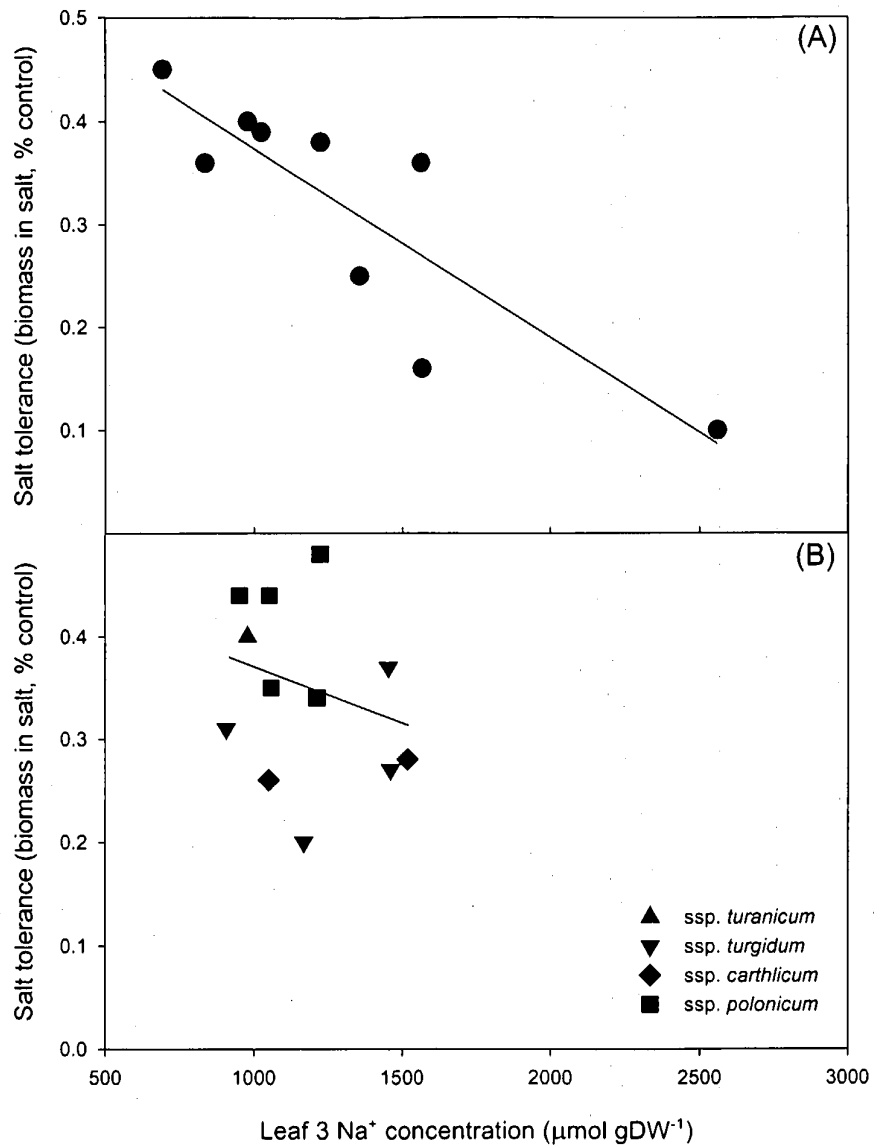 (A)
Salt tolerance (biomass in salt, % control)
0.5
0.4
0.3
0.2
0.1
(B)
Salt tolerance (biomass in salt, % control)
0.4
0.3
0.2
0.1
0.0
ssp. turanicum
ssp. turgidum
ssp. carthlicum
ssp. polonicum
500 1000 1500 2000 2500 3000
Leaf 3 Na⁺ concentration (μmol gDW⁻¹)